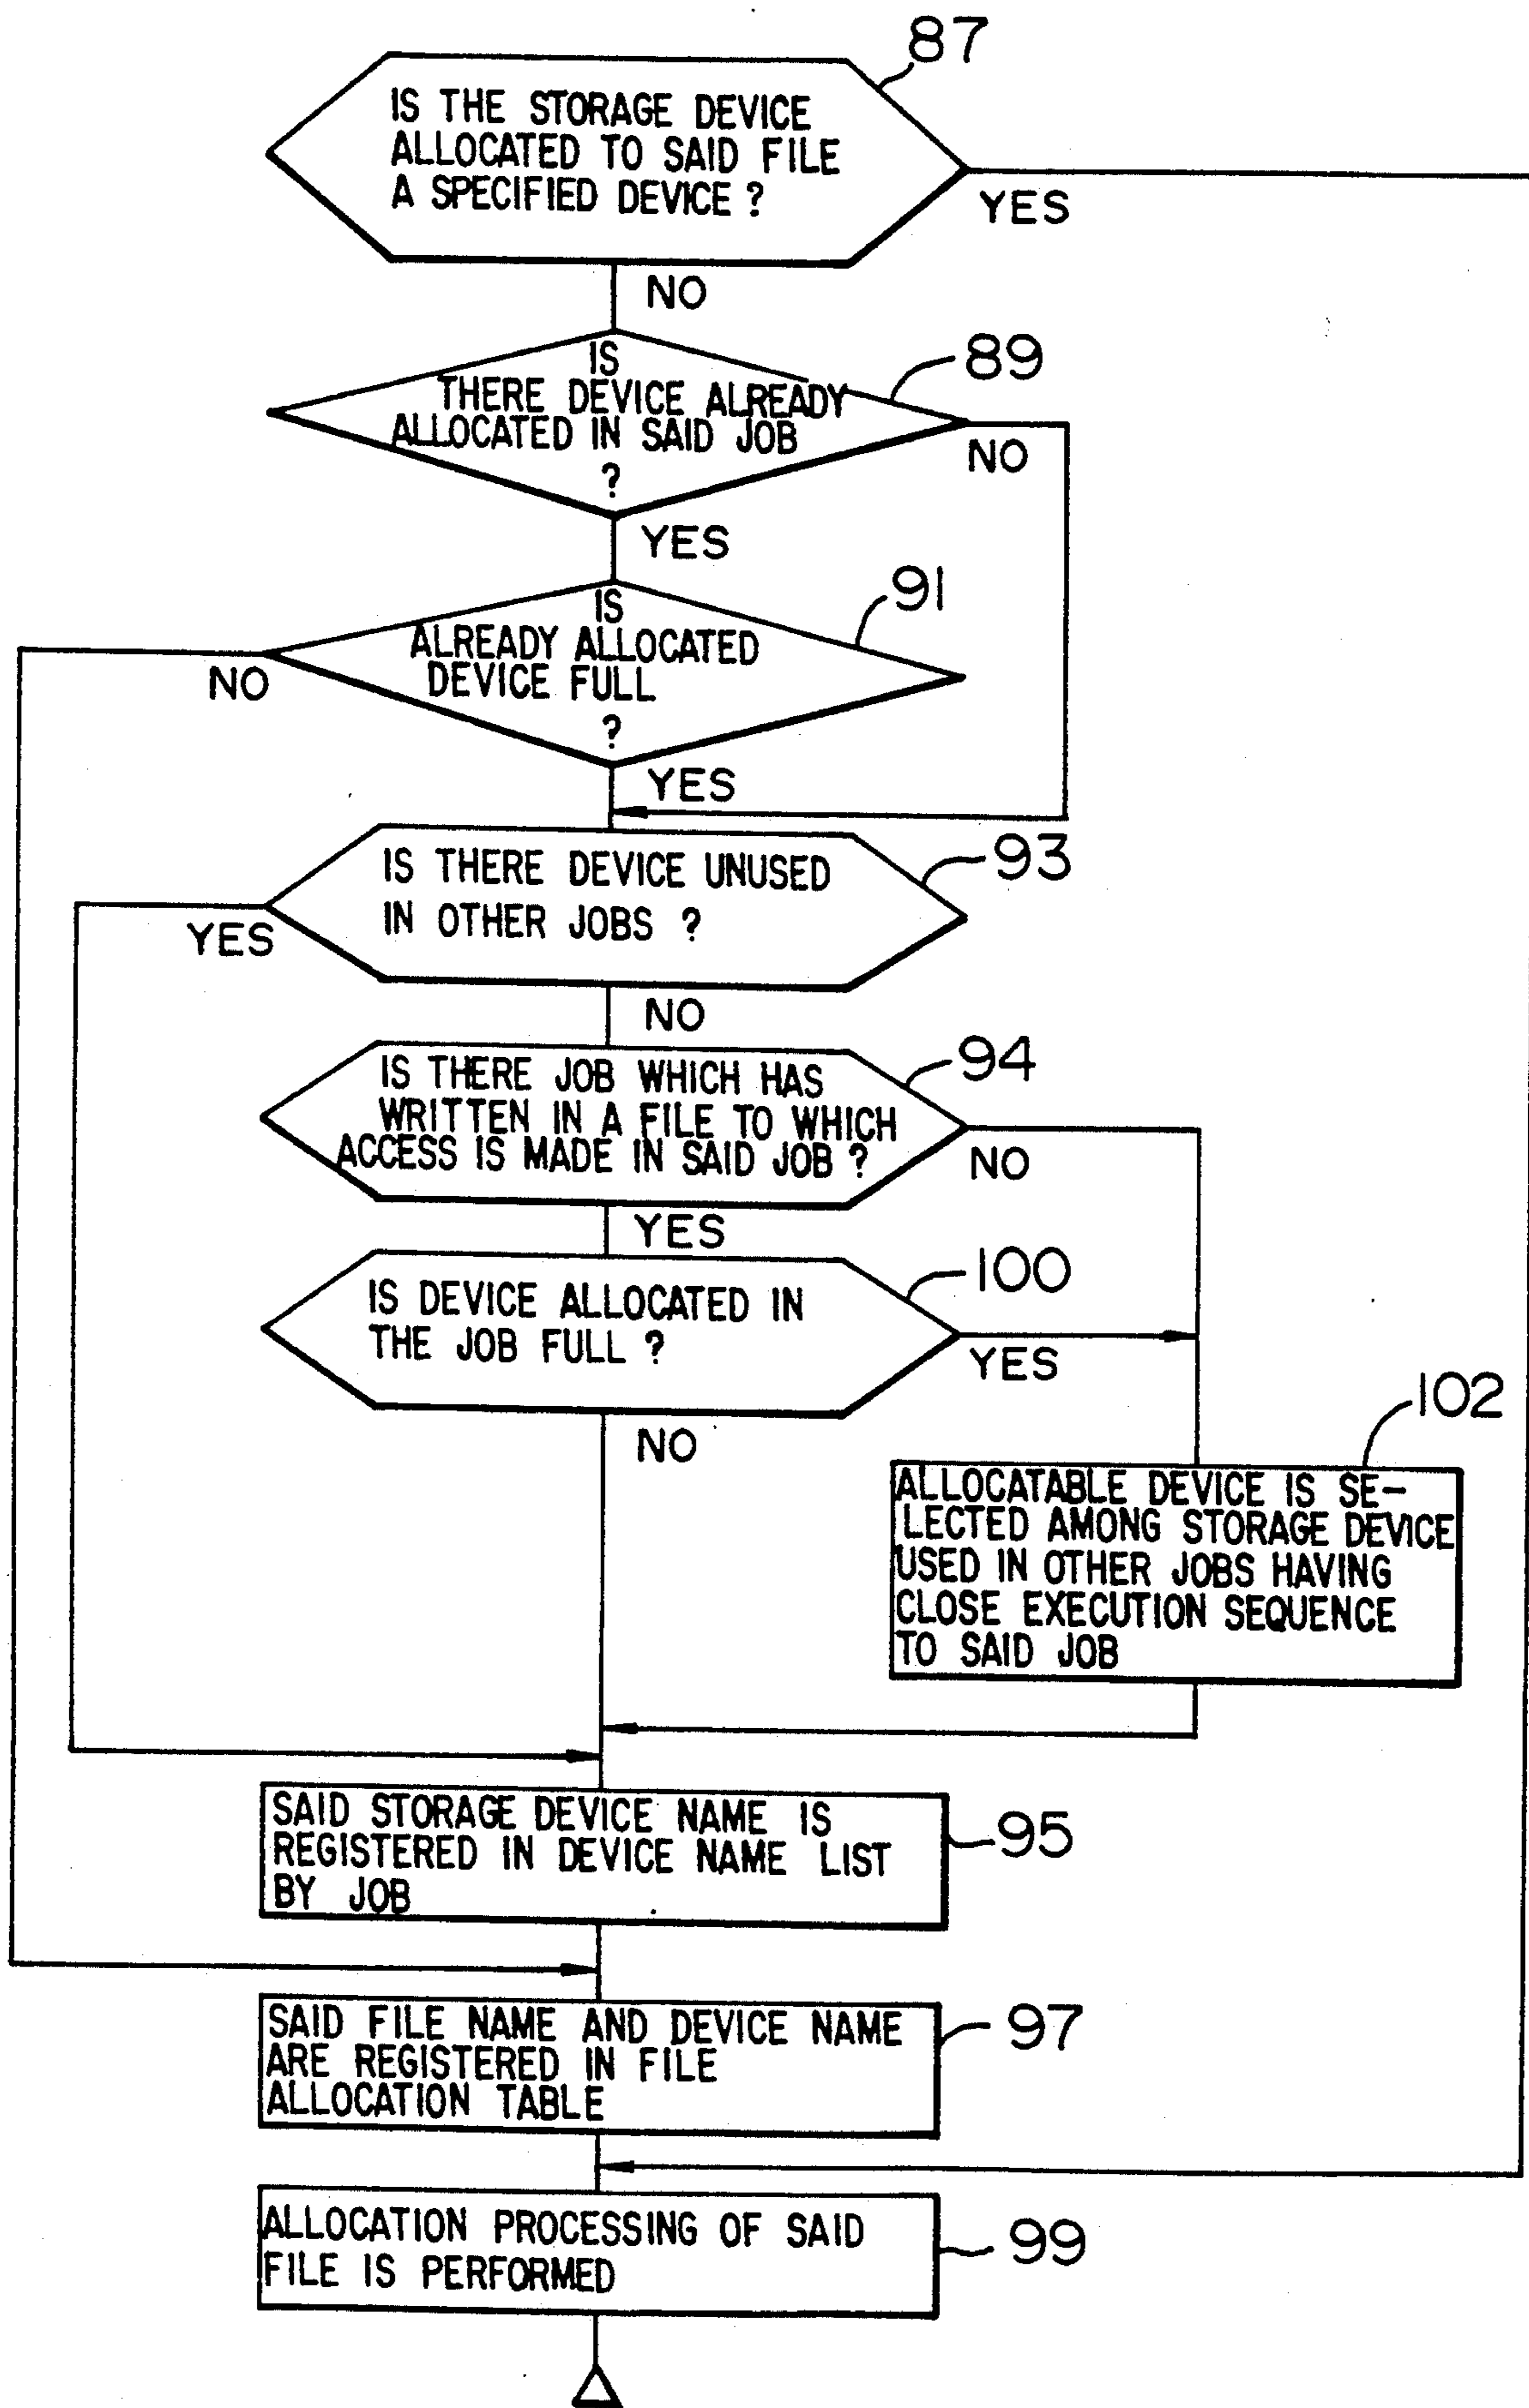 87
IS THE STORAGE DEVICE
ALLOCATED TO SAID FILE
A SPECIFIED DEVICE ?
YES
NO
89
IS
THERE DEVICE ALREADY
ALLOCATED IN SAID JOB
?
NO
YES
91
IS
ALREADY ALLOCATED
DEVICE FULL
?
NO
YES
93
IS THERE DEVICE UNUSED
IN OTHER JOBS ?
YES
NO
94
IS THERE JOB WHICH HAS
WRITTEN IN A FILE TO WHICH
ACCESS IS MADE IN SAID JOB ?
NO
YES
100
IS DEVICE ALLOCATED IN
THE JOB FULL ?
YES
NO
102
ALLOCATABLE DEVICE IS SE-
LECTED AMONG STORAGE DEVICE
USED IN OTHER JOBS HAVING
CLOSE EXECUTION SEQUENCE
TO SAID JOB
SAID STORAGE DEVICE NAME IS
REGISTERED IN DEVICE NAME LIST
BY JOB
95
SAID FILE NAME AND DEVICE NAME
ARE REGISTERED IN FILE
ALLOCATION TABLE
97
ALLOCATION PROCESSING OF SAID
FILE IS PERFORMED
99